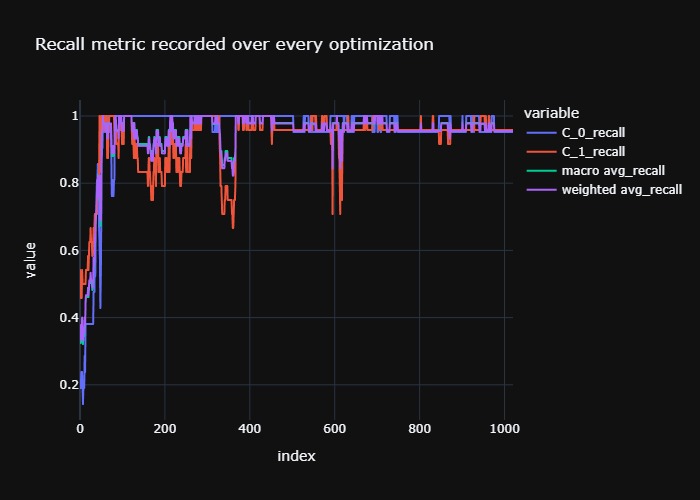 Recall metric recorded over every optimization
variable
C_0_recall
C_1_recall
macro avg_recall
weighted avg_recall
value
1
0.8
0.6
0.4
0.2
0
200
400
600
800
1000
index